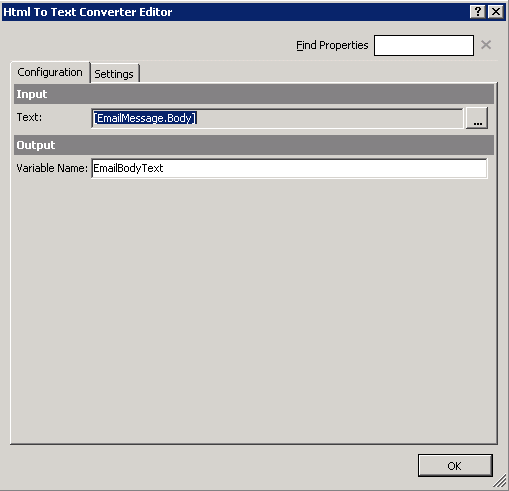 Html To Text Converter Editor
Find Properties
Configuration
Settings
Input
Text: [EmailMessage.Body] ...
Output
Variable Name: EmailBodyText
OK